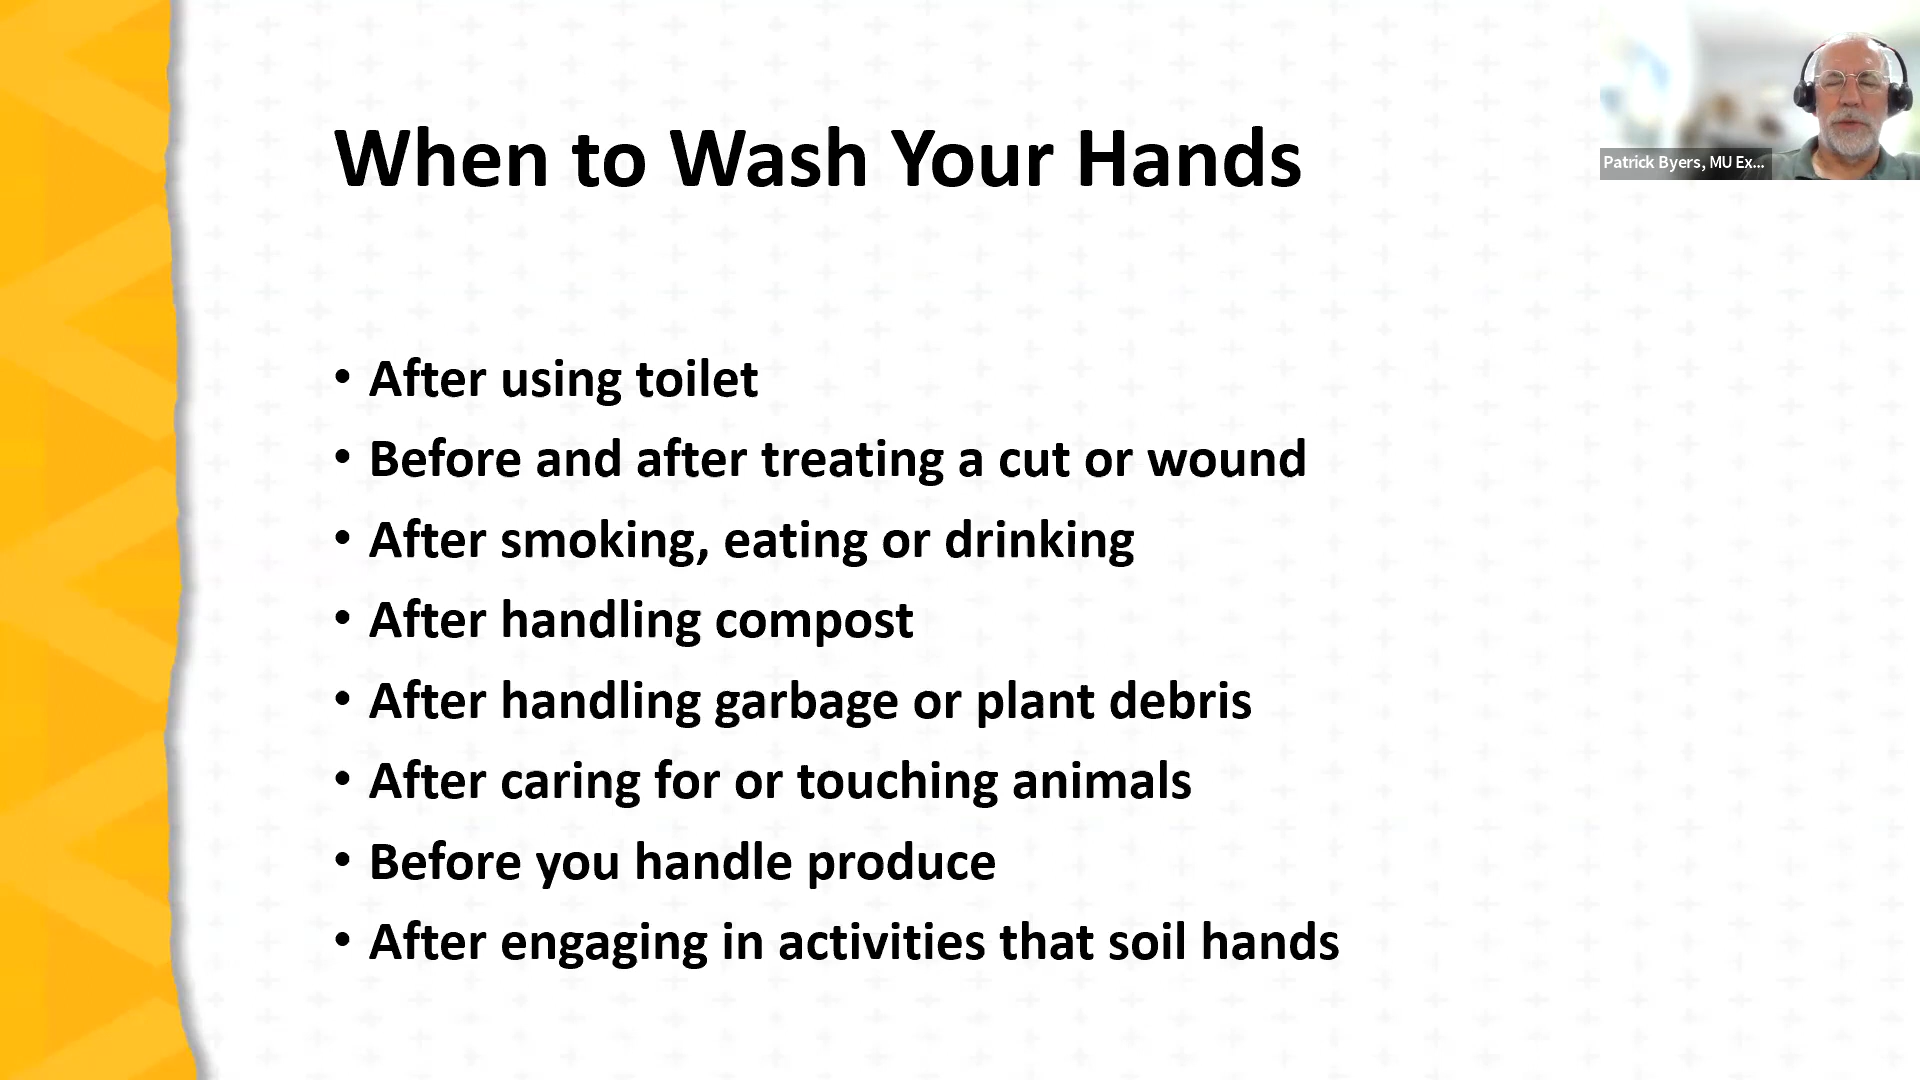 When to Wash Your Hands
Patrick Byers, MU Ex...
• After using toilet
• Before and after treating a cut or wound
• After smoking, eating or drinking
• After handling compost
• After handling garbage or plant debris
• After caring for or touching animals
• Before you handle produce
• After engaging in activities that soil hands